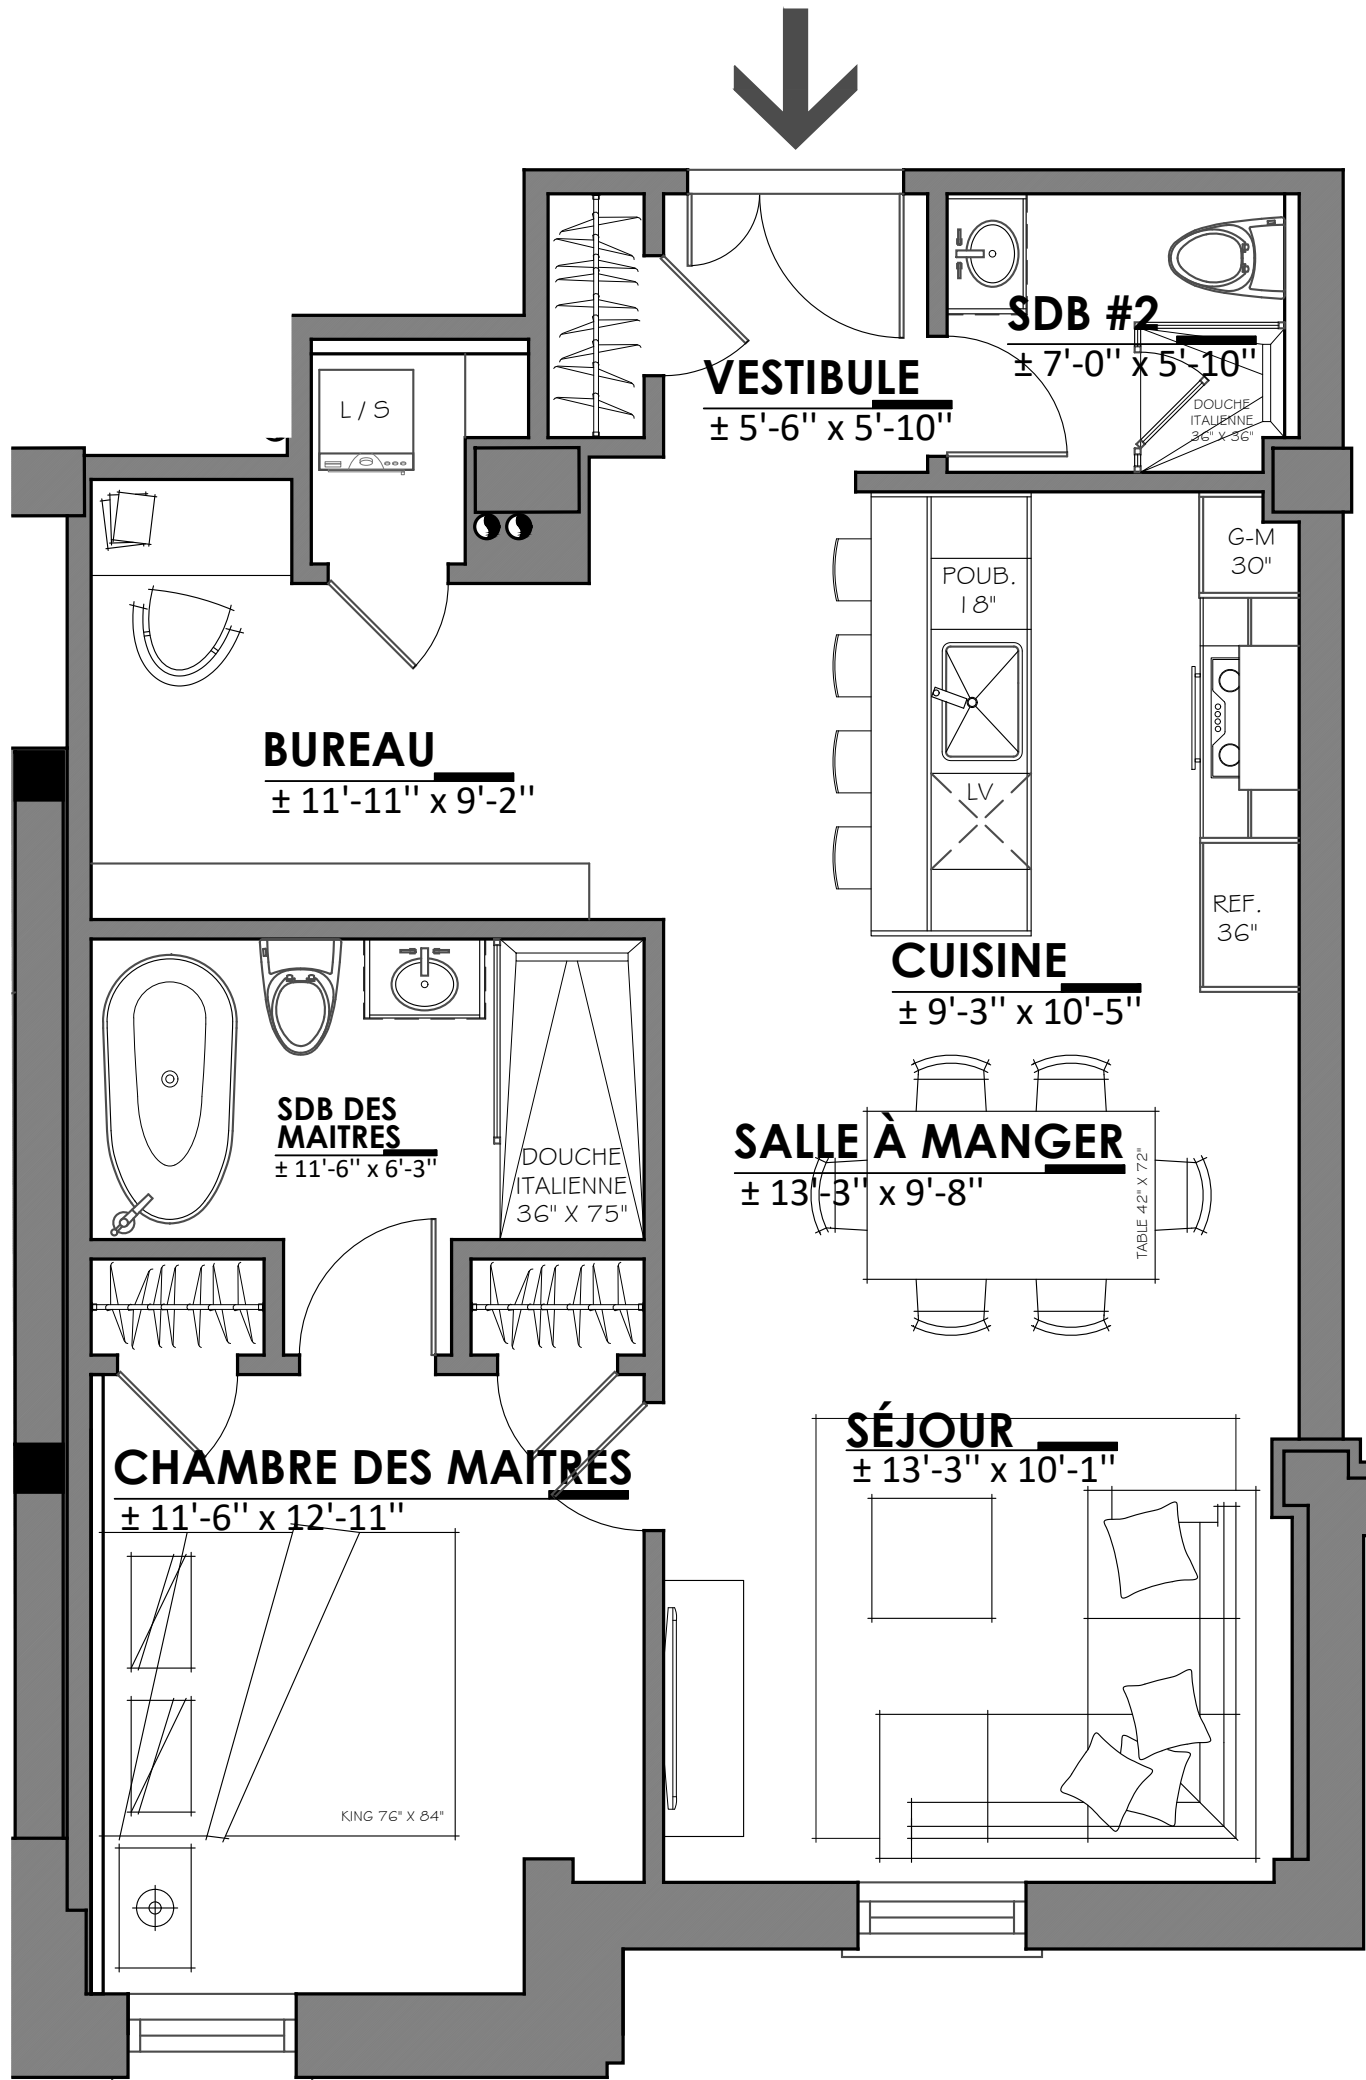 SDB #2
± 7'-0'' x 5'-10''
VESTIBULE
± 5'-6'' x 5'-10''
L / S
DOUCHE
ITALIENNE
36" X 36"
G-M
30"
POUB.
18"
BUREAU
± 11'-11'' x 9'-2''
LV
REF.
36"
CUISINE
± 9'-3'' x 10'-5''
SDB DES
MAITRES
± 11'-6'' x 6'-3''
DOUCHE
ITALIENNE
36" X 75"
SALLE À MANGER
± 13'-3'' x 9'-8''
TABLE 42" X 72"
SÉJOUR
± 13'-3'' x 10'-1''
CHAMBRE DES MAITRES
± 11'-6'' x 12'-11''
KING 76" X 84"